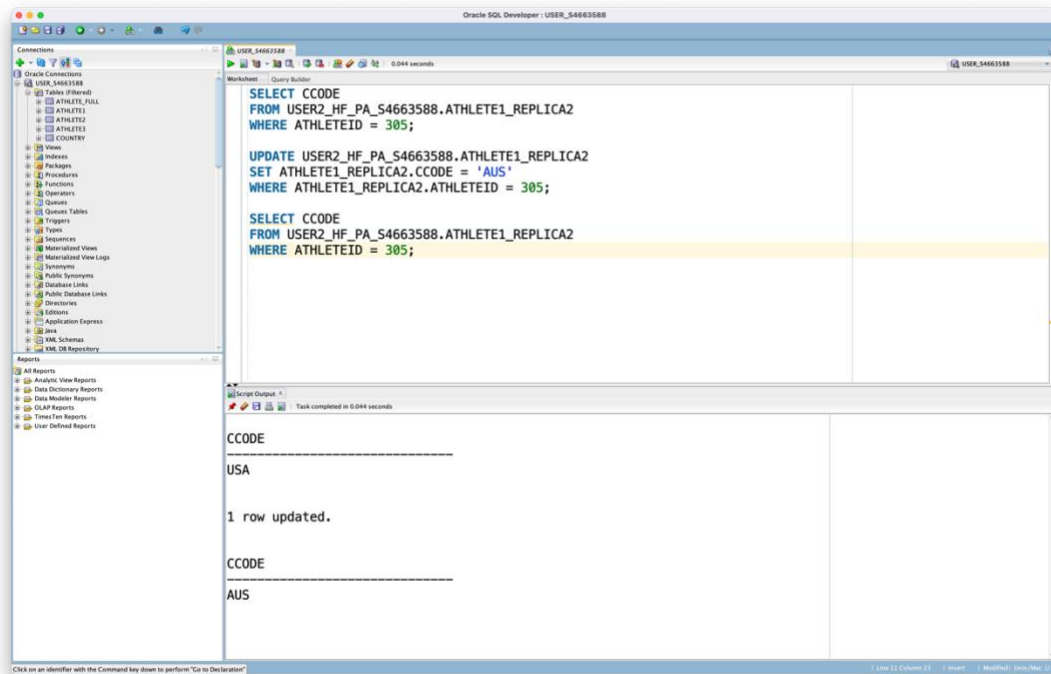 Oracle SQL Developer : USER_S4663588
Connections
Oracle Connections
USER_S4663588
Tables (Filtered)
ATHLETE_FULL
ATHLETE1
ATHLETE2
ATHLETE3
COUNTRY
Views
Indexes
Packages
Procedures
Functions
Operators
Queues
Queues Tables
Triggers
Types
Sequences
Materialized Views
Materialized View Logs
Synonyms
Public Synonyms
Database Links
Public Database Links
Directories
Editions
Application Express
Java
XML Schemas
XML DB Repository
Reports
All Reports
Analytic View Reports
Data Dictionary Reports
Data Modeler Reports
OLAP Reports
TimesTen Reports
User Defined Reports
USER_S4663588
0.044 seconds
USER_S4663588
Worksheet Query Builder
SELECT CCODE
FROM USER2_HF_PA_S4663588.ATHLETE1_REPLICA2
WHERE ATHLETEID = 305;
UPDATE USER2_HF_PA_S4663588.ATHLETE1_REPLICA2
SET ATHLETE1_REPLICA2.CCODE = 'AUS'
WHERE ATHLETE1_REPLICA2.ATHLETEID = 305;
SELECT CCODE
FROM USER2_HF_PA_S4663588.ATHLETE1_REPLICA2
WHERE ATHLETEID = 305;
Script Output
Task completed in 0.044 seconds
CCODE
------------------------------
USA
1 row updated.
CCODE
------------------------------
AUS
Click on an identifier with the Command key down to perform "Go to Declaration"
Line 11 Column 23 Insert Modified Unix/Mac